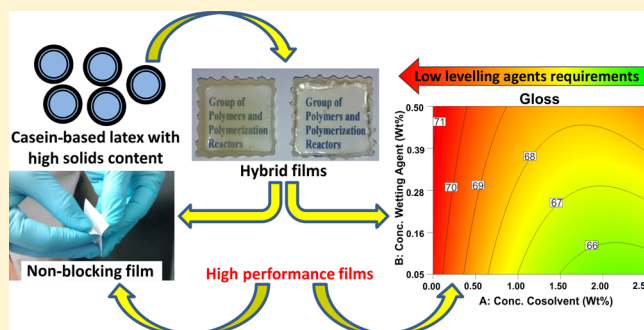 Casein-based latex with
high solids content
Group of
Polymers and
Polymerization
Reactors
Group of
Polymers and
Polymerization
Reactors
Hybrid films
Non-blocking film
High performance films
Low levelling agents requirements
Gloss
B: Conc. Wetting Agent (Wt%)
0.50
0.39
0.28
0.16
0.05
71
70
69
68
67
66
0.00 0.50 1.00 1.50 2.00 2.5
A: Conc. Cosolvent (Wt%)